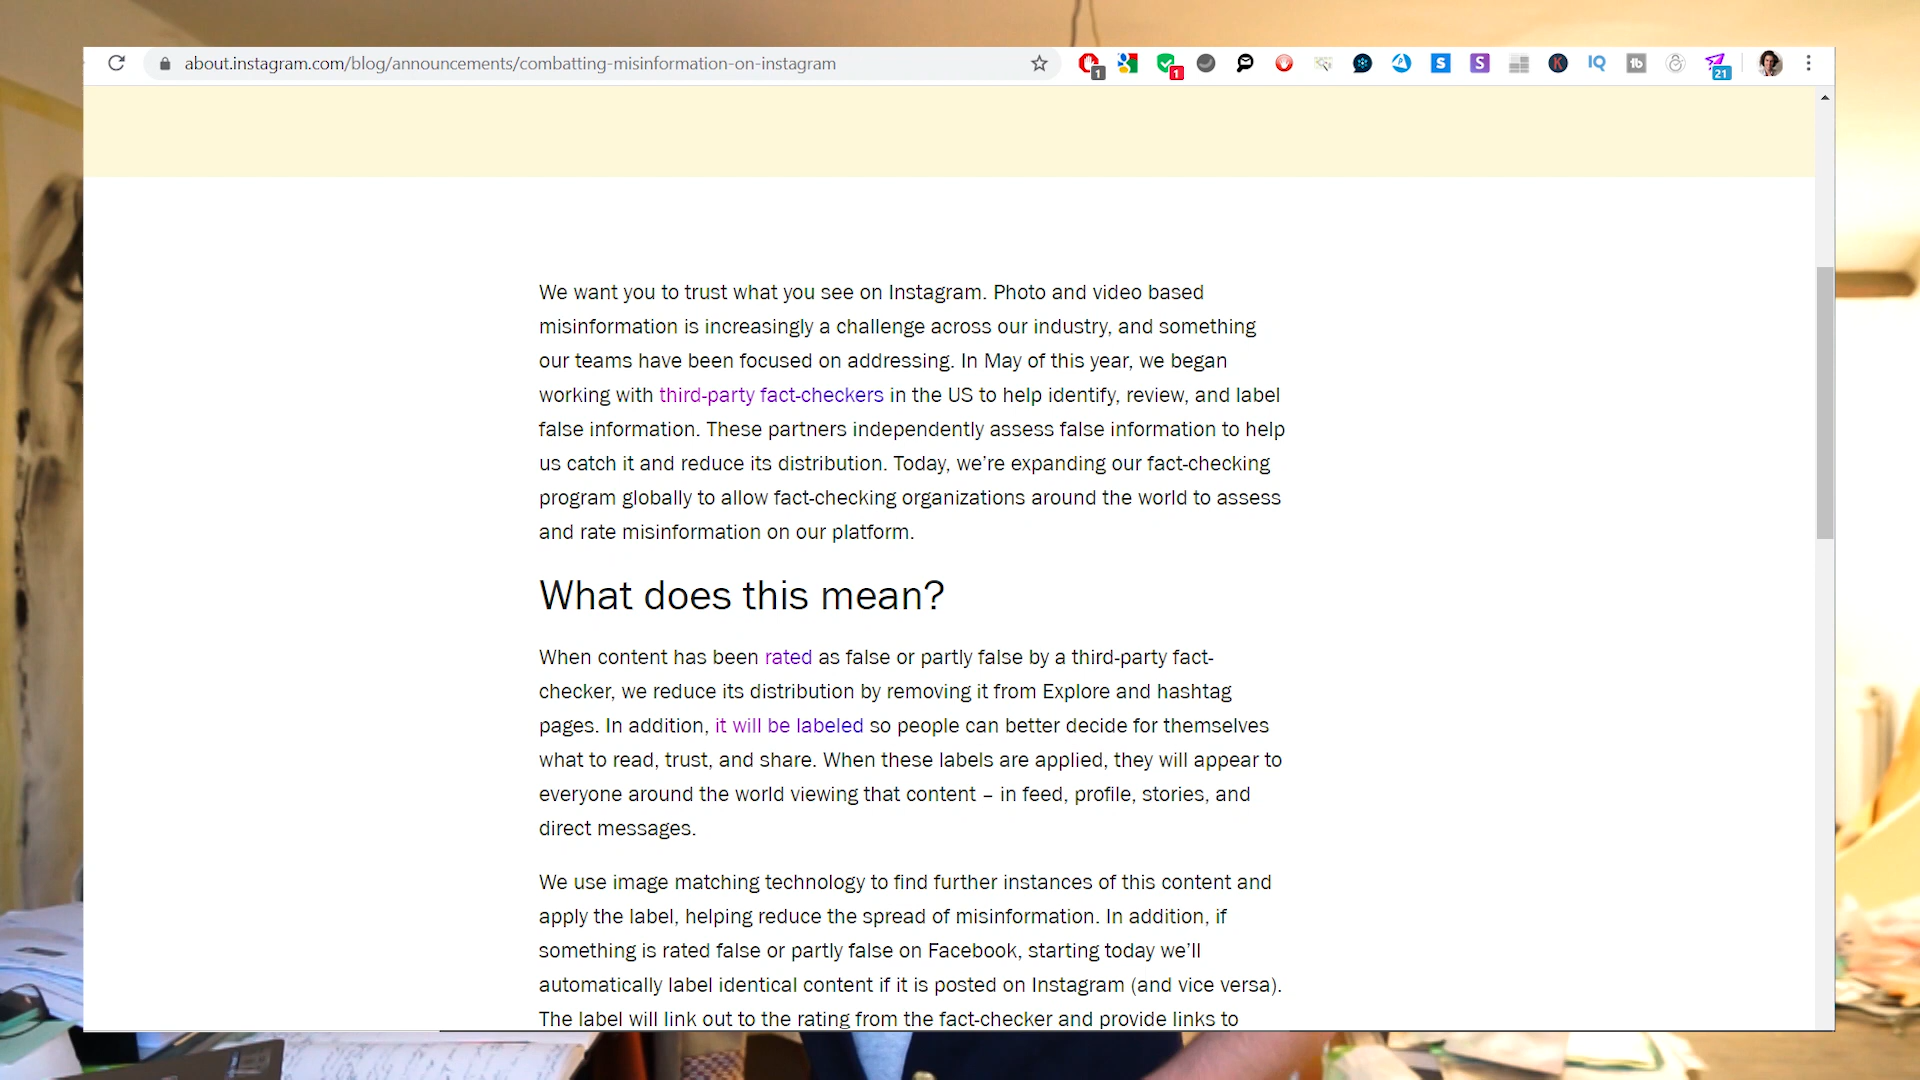 about.instagram.com/blog/announcements/combatting-misinformation-on-instagram
1
1
S
S
K
IQ
tb
21
We want you to trust what you see on Instagram. Photo and video based
misinformation is increasingly a challenge across our industry, and something
our teams have been focused on addressing. In May of this year, we began
working with third-party fact-checkers in the US to help identify, review, and label
false information. These partners independently assess false information to help
us catch it and reduce its distribution. Today, we’re expanding our fact-checking
program globally to allow fact-checking organizations around the world to assess
and rate misinformation on our platform.
What does this mean?
When content has been rated as false or partly false by a third-party fact-
checker, we reduce its distribution by removing it from Explore and hashtag
pages. In addition, it will be labeled so people can better decide for themselves
what to read, trust, and share. When these labels are applied, they will appear to
everyone around the world viewing that content – in feed, profile, stories, and
direct messages.
We use image matching technology to find further instances of this content and
apply the label, helping reduce the spread of misinformation. In addition, if
something is rated false or partly false on Facebook, starting today we’ll
automatically label identical content if it is posted on Instagram (and vice versa).
The label will link out to the rating from the fact-checker and provide links to